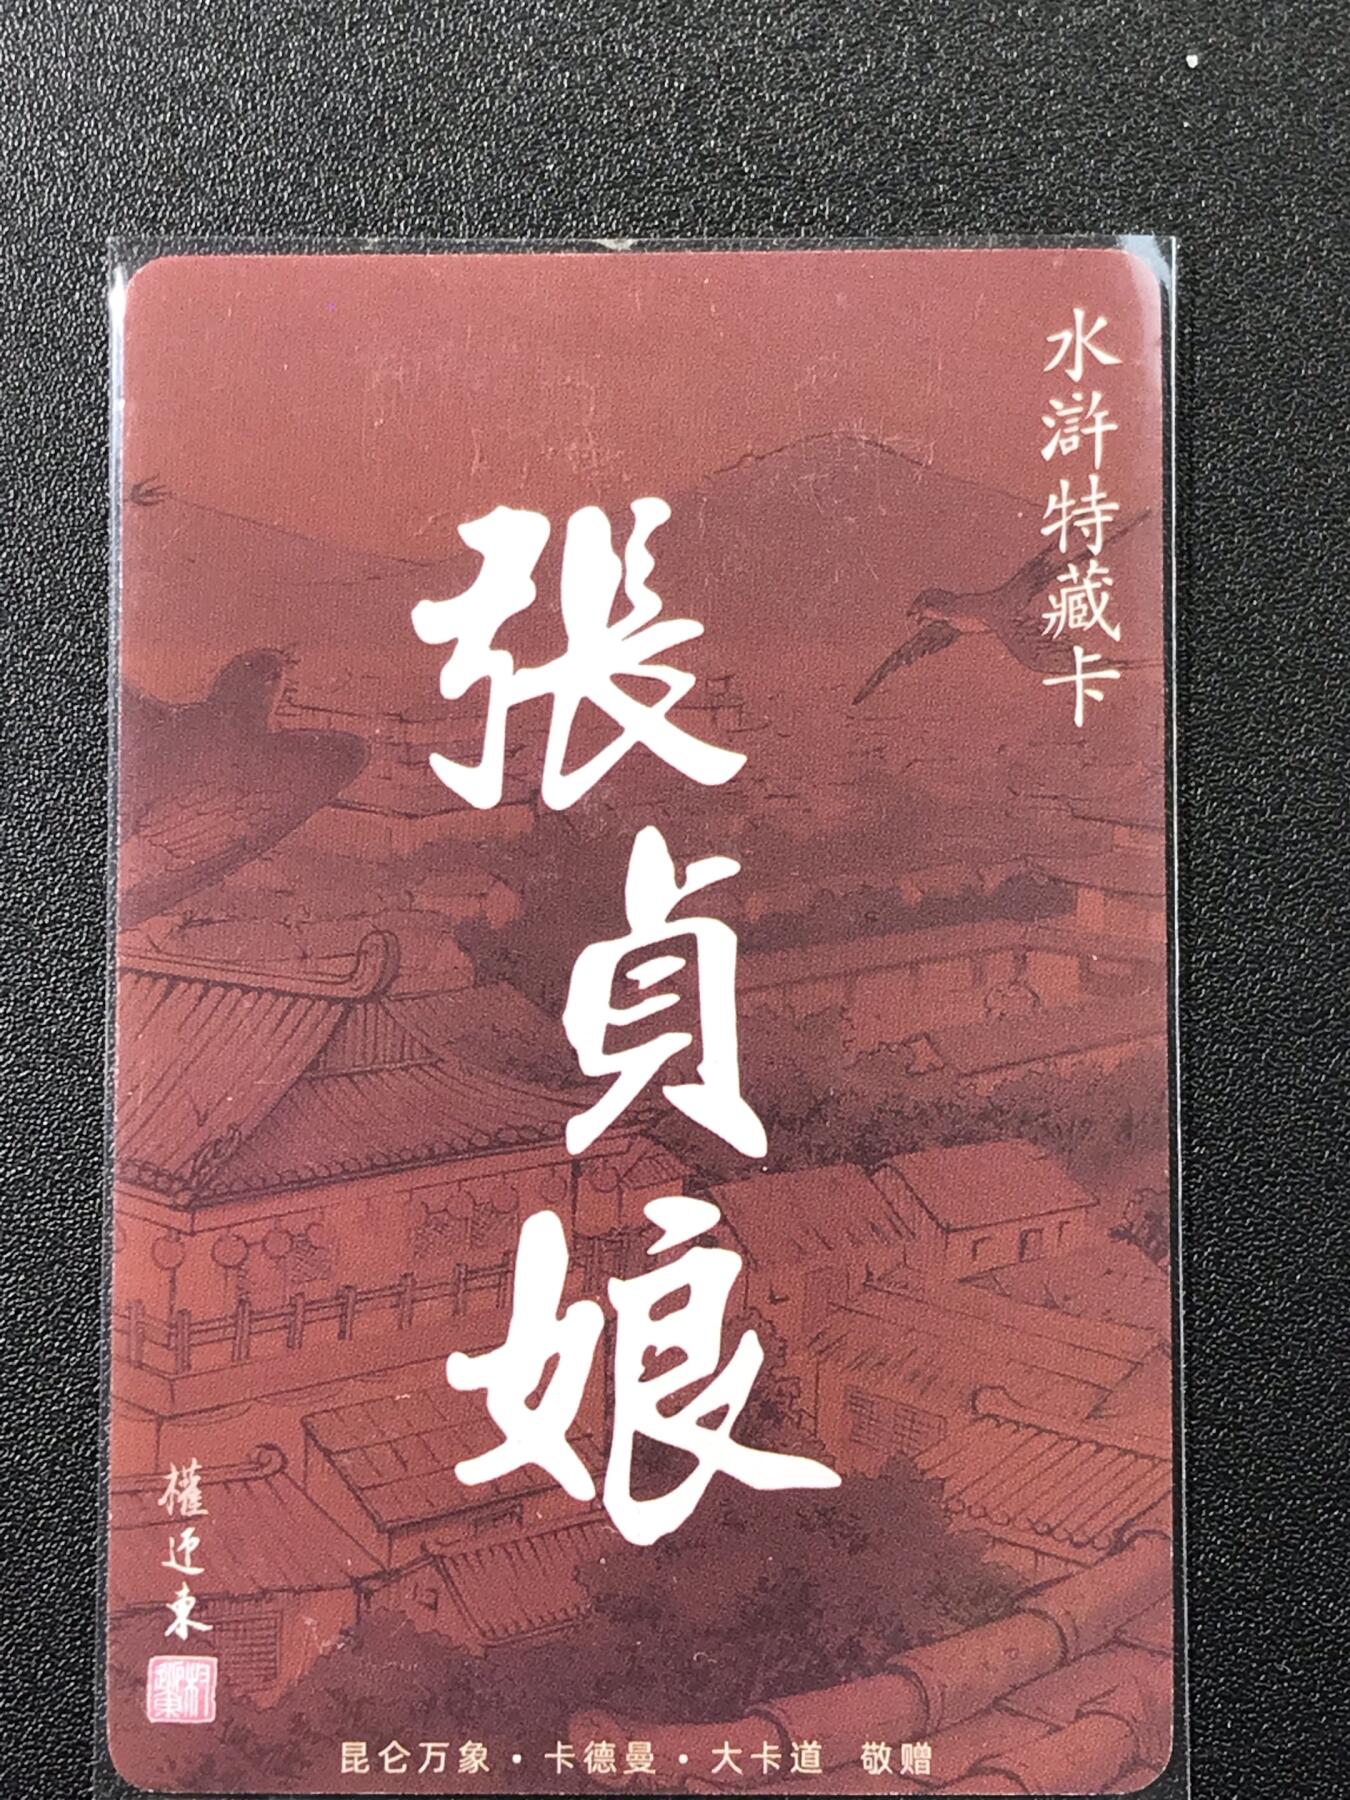 水滸特藏卡
張貞娘
權迎東
昆仑万象·卡德曼·大卡道 敬赠